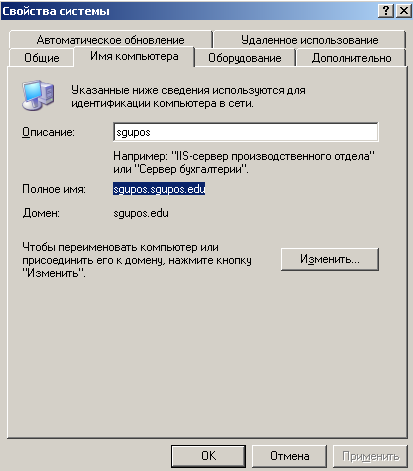 Свойства системы
Автоматическое обновление
Удаленное использование
Общие
Имя компьютера
Оборудование
Дополнительно
Указанные ниже сведения используются для
идентификации компьютера в сети.
Описание:
sgupos
Например: "IIS-сервер производственного отдела"
или "Сервер бухгалтерии".
Полное имя:
sgupos.sgupos.edu
Домен:
sgupos.edu
Чтобы переименовать компьютер или
присоединить его к домену, нажмите кнопку
"Изменить".
Изменить...
OK
Отмена
Применить